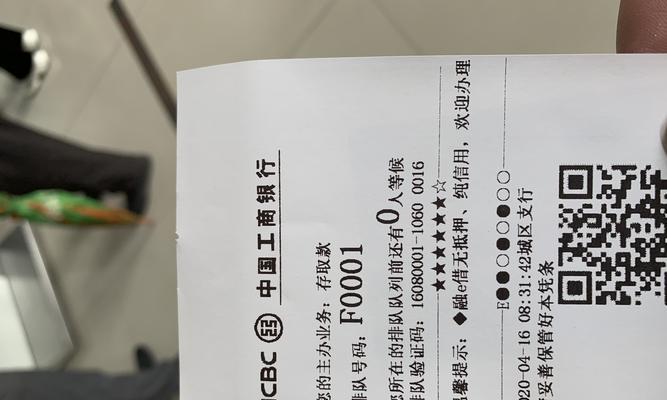 ICBC 中国工商银行
您的主办业务：存取款
排队号码：F0001
您所在的排队队列前还有0人等候
排队验证码：16080001-1060 0016
★★★★★★☆
温馨提示：◆融e借无抵押、纯信用，欢迎办理
E●●○●○●○○
2020-04-16 08:31:42城区支行
请妥善保管好本凭条